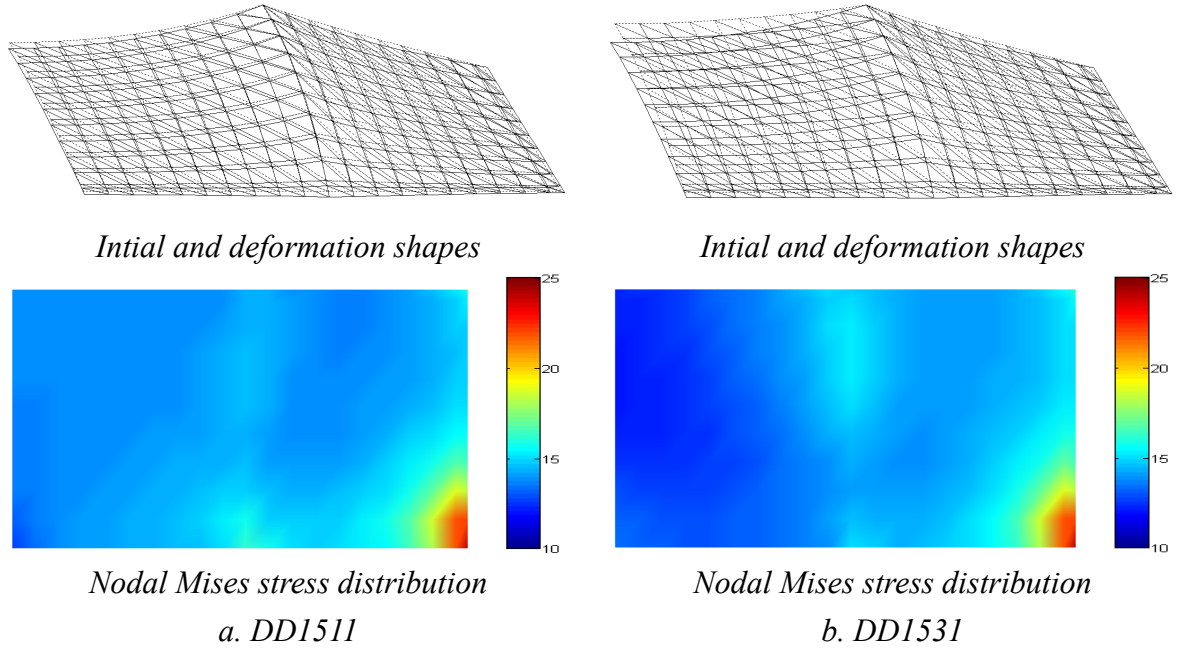 Intial and deformation shapes
Intial and deformation shapes
25
20
15
10
25
20
15
10
Nodal Mises stress distribution
Nodal Mises stress distribution
a. DD1511
b. DD1531